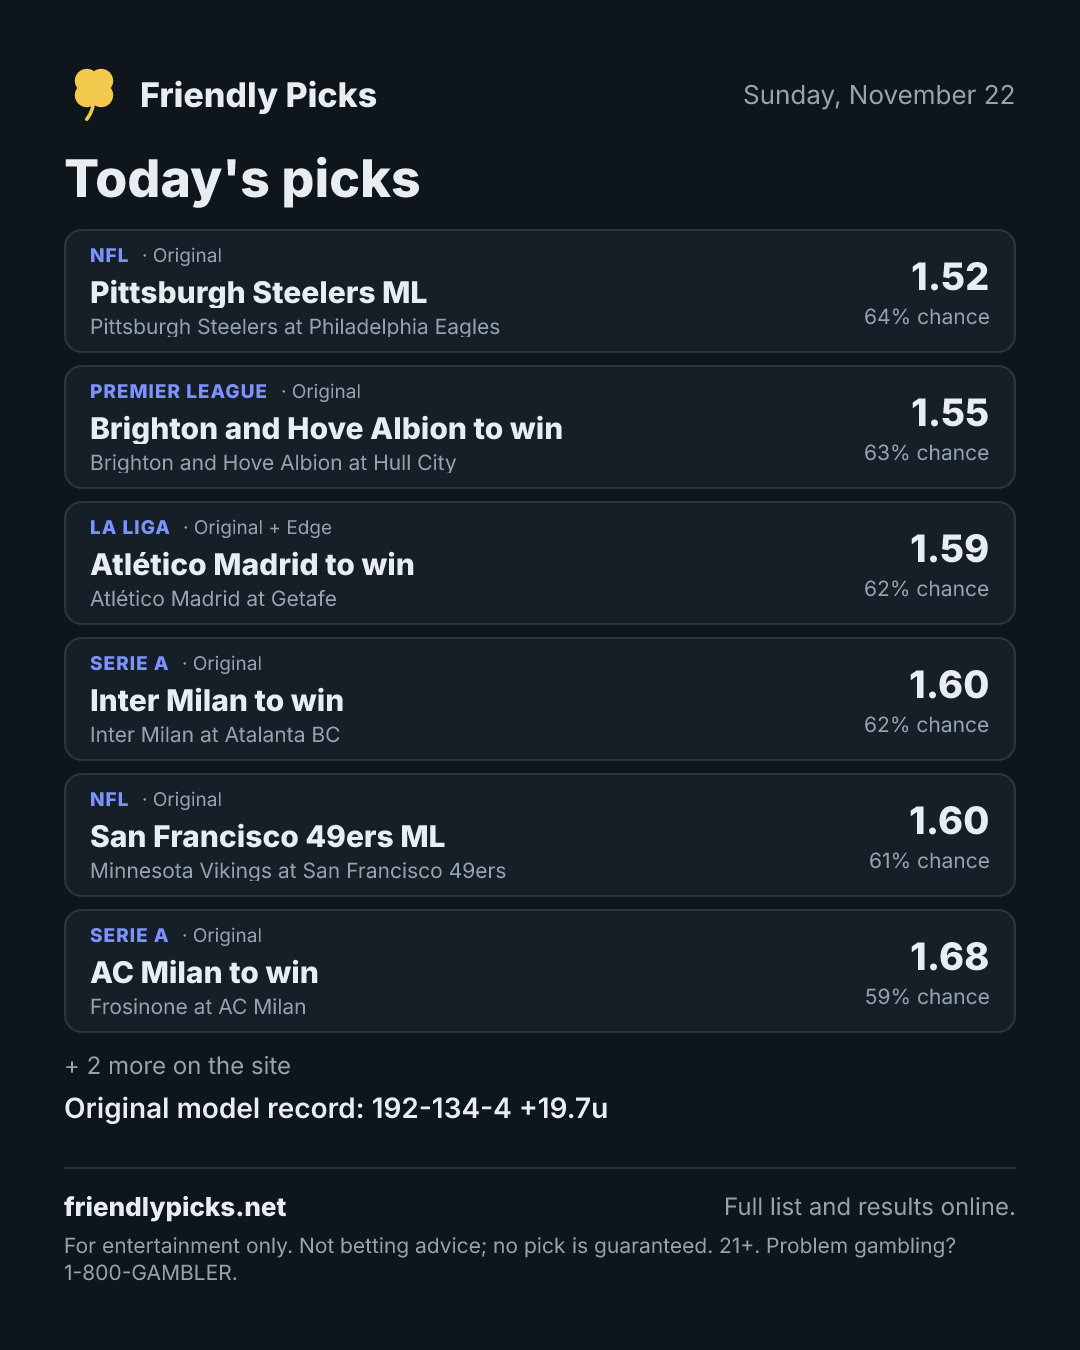 Friendly Picks
Sunday, November 22
Today's picks
NFL · Original
Pittsburgh Steelers ML
Pittsburgh Steelers at Philadelphia Eagles
1.52
64% chance
PREMIER LEAGUE · Original
Brighton and Hove Albion to win
Brighton and Hove Albion at Hull City
1.55
63% chance
LA LIGA · Original + Edge
Atlético Madrid to win
Atlético Madrid at Getafe
1.59
62% chance
SERIE A · Original
Inter Milan to win
Inter Milan at Atalanta BC
1.60
62% chance
NFL · Original
San Francisco 49ers ML
Minnesota Vikings at San Francisco 49ers
1.60
61% chance
SERIE A · Original
AC Milan to win
Frosinone at AC Milan
1.68
59% chance
+ 2 more on the site
Original model record: 192-134-4 +19.7u
friendlypicks.net
Full list and results online.
For entertainment only. Not betting advice; no pick is guaranteed. 21+. Problem gambling?
1-800-GAMBLER.